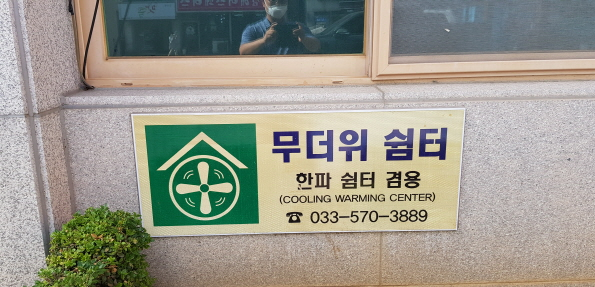 무더위 쉼터
한파 쉼터 겸용
(COOLING WARMING CENTER)
☎ 033-570-3889